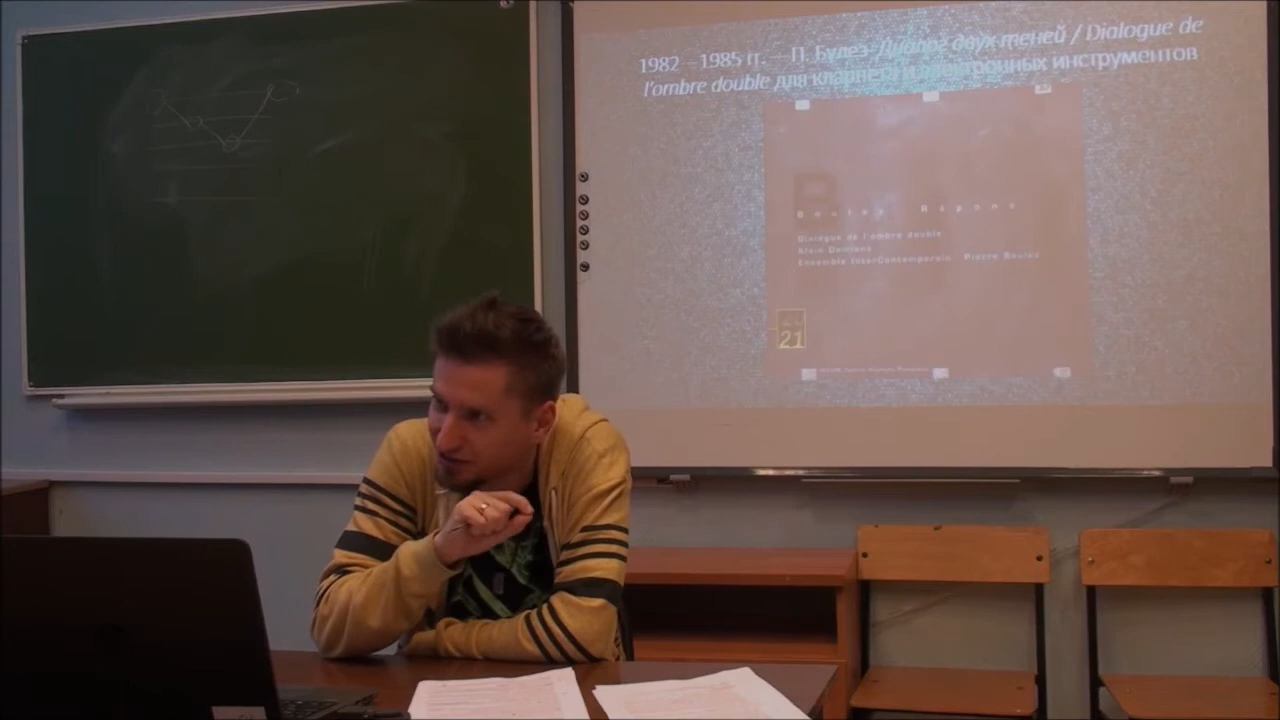 1982 – 1985 гг. – П. Булез Диалог двух теней / Dialogue de
l'ombre double для кларнета и электронных инструментов
B
Boulez Répons
Dialogue de l'ombre double
Alain Damiens
Ensemble InterContemporain Pierre Boulez
21